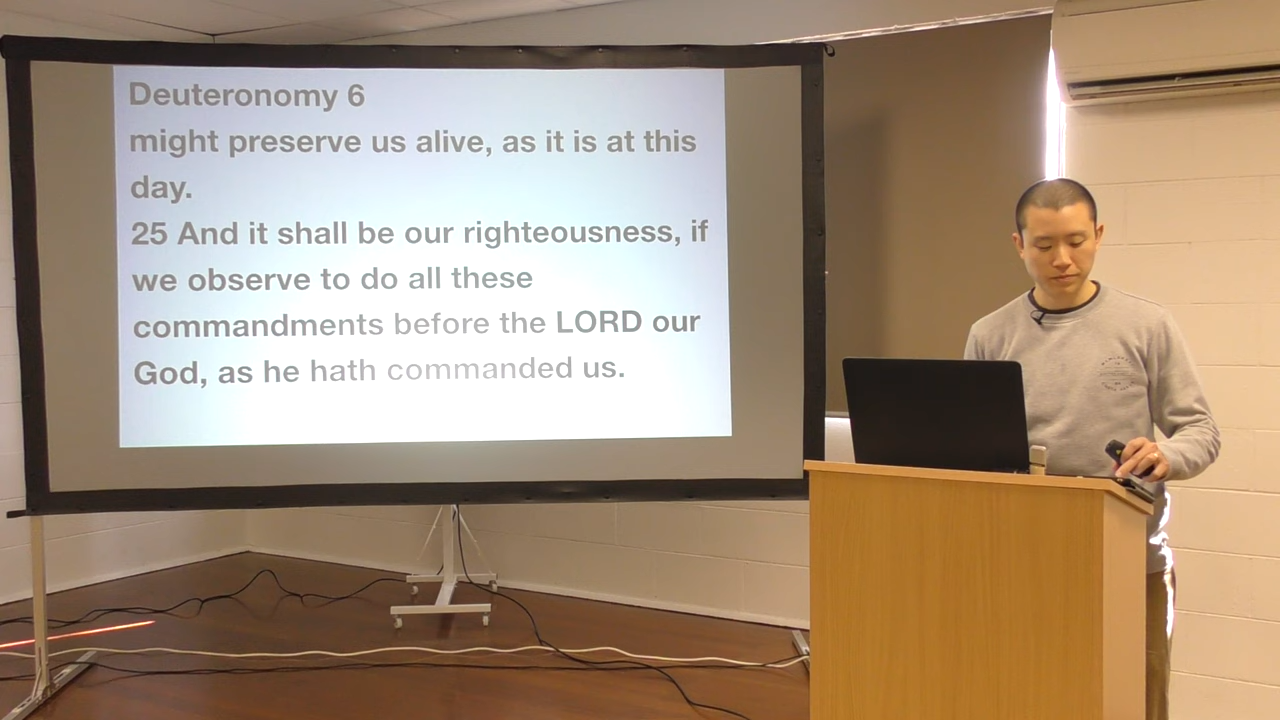 Deuteronomy 6
might preserve us alive, as it is at this
day.
25 And it shall be our righteousness, if
we observe to do all these
commandments before the LORD our
God, as he hath commanded us.